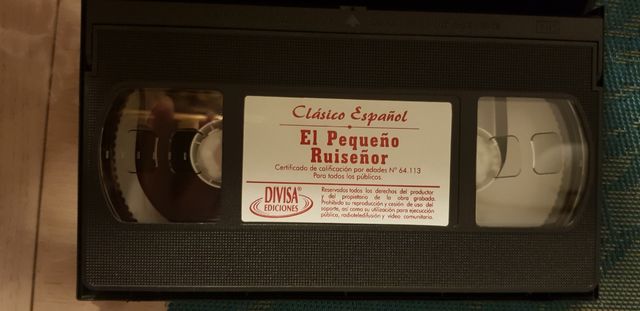 Clásico Español
El Pequeño
Ruiseñor
Certificado de calificación por edades Nº 64.113
Para todos los públicos
DIVISA®
EDICIONES
Reservados todos los derechos del productor
y del propietario de la obra grabada.
Prohibido su reproducción y cesión de uso del
soporte, así como su utilización para ejecución
pública, radioteledifusión y video comunitario.